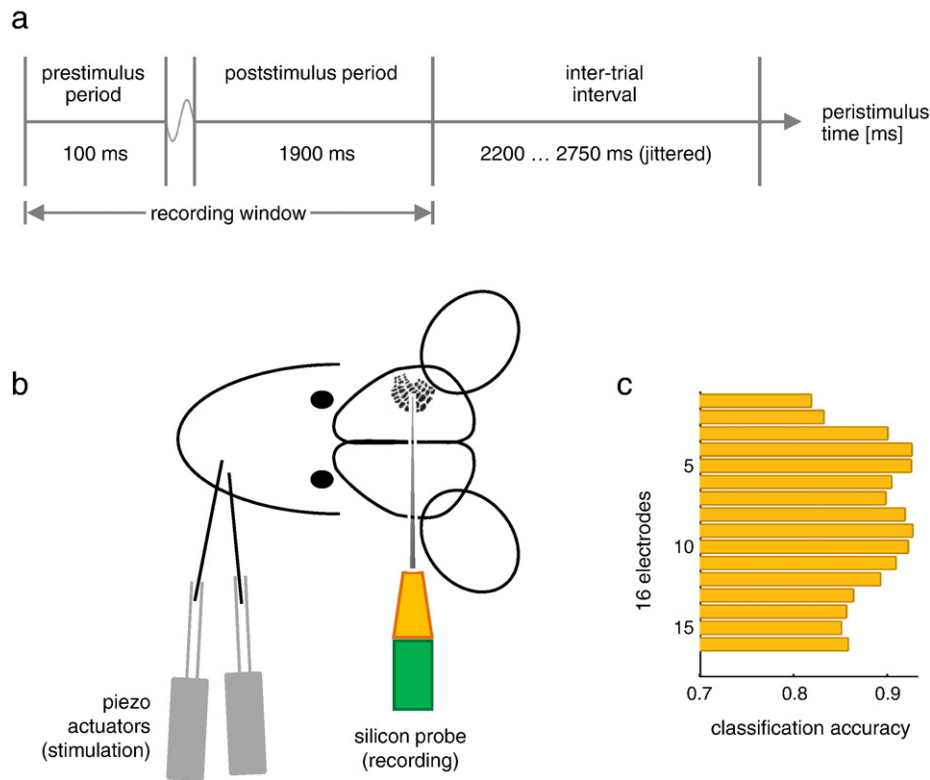 a
prestimulus
period
poststimulus period
inter-trial
interval
peristimulus
time [ms]
100 ms
1900 ms
2200 … 2750 ms (jittered)
recording window
b
piezo
actuators
(stimulation)
silicon probe
(recording)
c
16 electrodes
5
10
15
0.7
0.8
0.9
classification accuracy